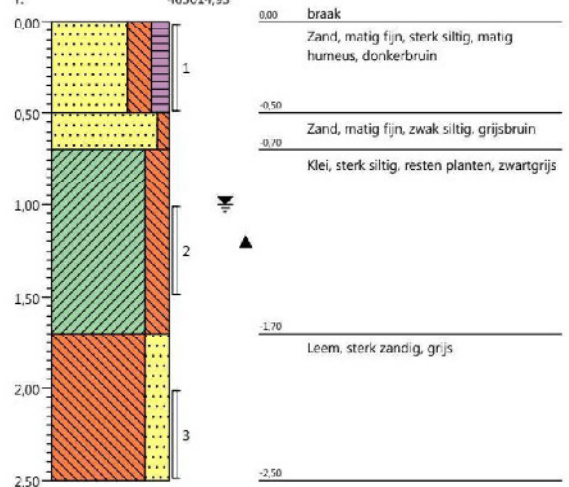 0,00
0,50
1,00
1,50
2,00
2,50
1
2
3
0,00 braak
Zand, matig fijn, sterk siltig, matig
humeus, donkerbruin
-0,50
Zand, matig fijn, zwak siltig, grijsbruin
-0,70
Klei, sterk siltig, resten planten, zwartgrijs
-1,70
Leem, sterk zandig, grijs
-2,50